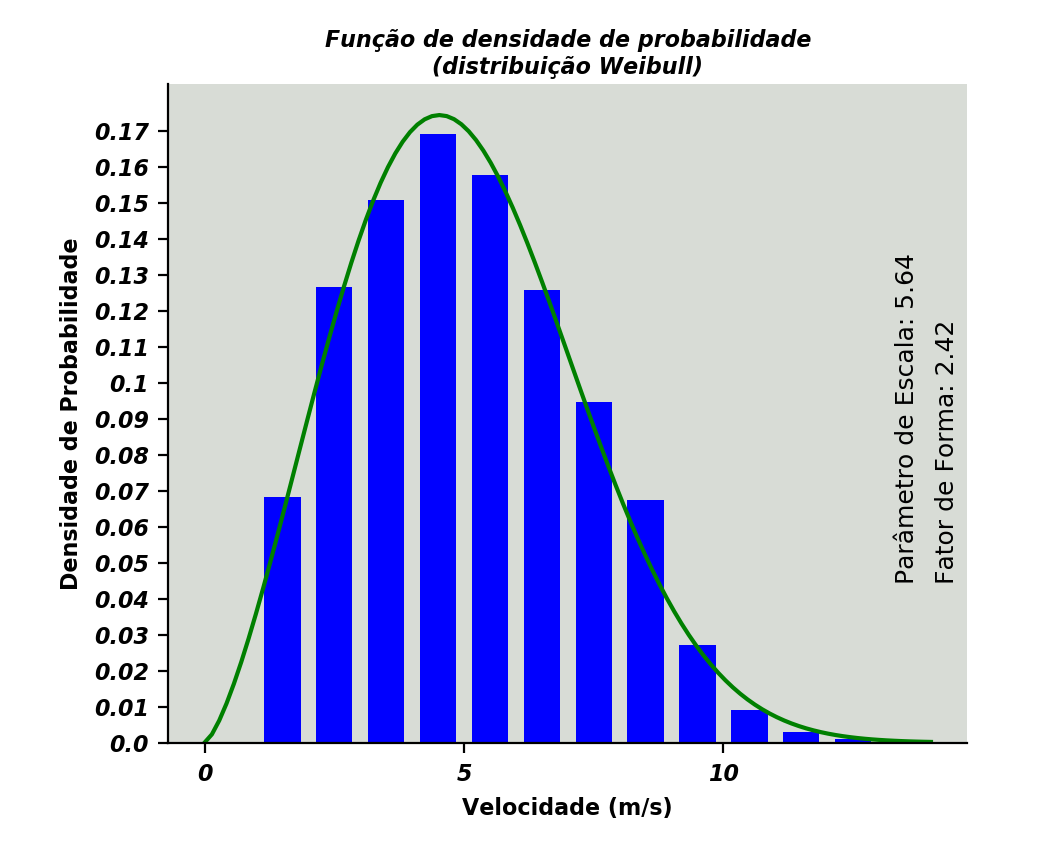 Função de densidade de probabilidade
(distribuição Weibull)
Densidade de Probabilidade
0.17
0.16
0.15
0.14
0.13
0.12
0.11
0.1
0.09
0.08
0.07
0.06
0.05
0.04
0.03
0.02
0.01
0.0
Parâmetro de Escala: 5.64
Fator de Forma: 2.42
0 5 10
Velocidade (m/s)